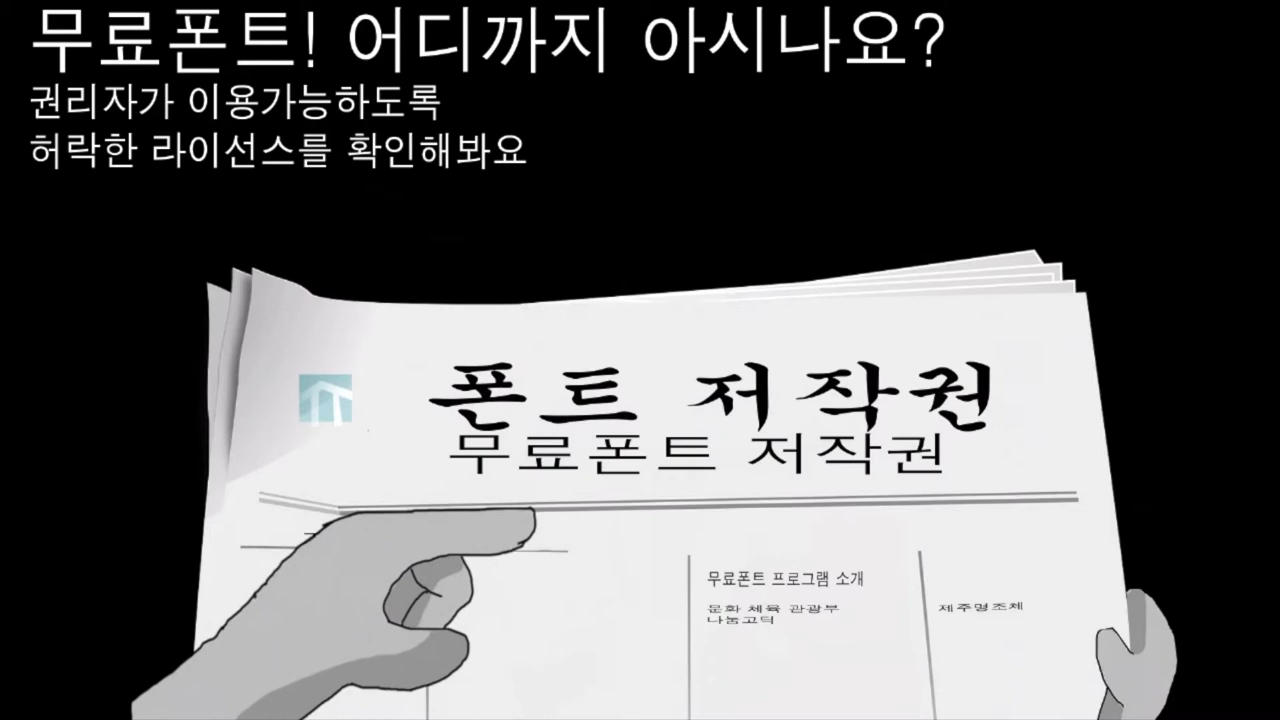 무료폰트! 어디까지 아시나요?
권리자가 이용가능하도록
허락한 라이선스를 확인해봐요
폰트 저작권
무료폰트 저작권
무료폰트 프로그램 소개
문화 체육 관광부
나눔고딕
제주명조체